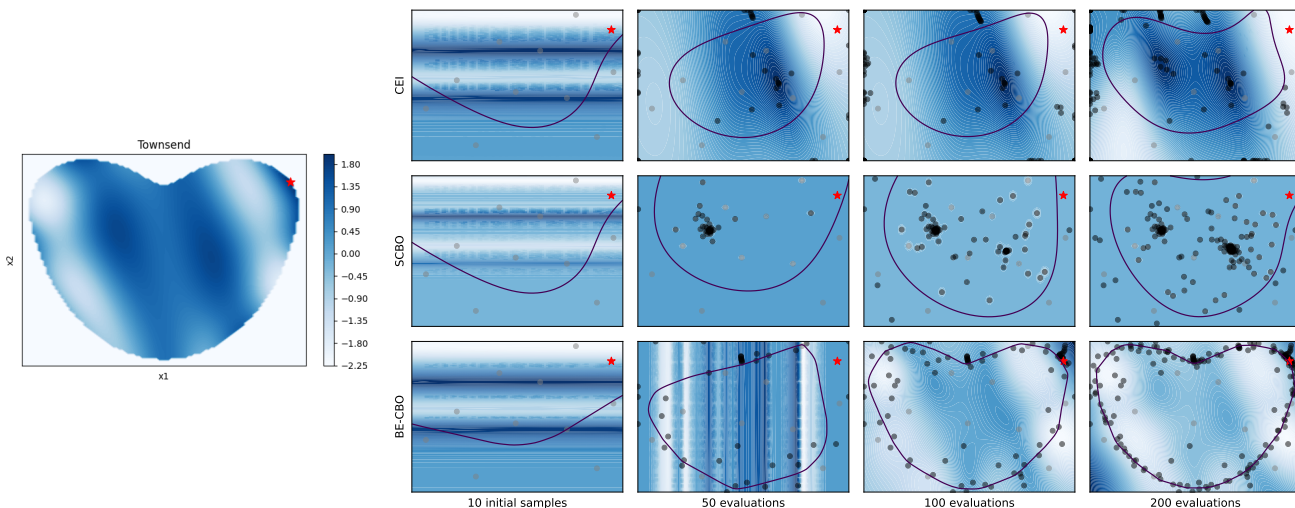 Townsend
x2
x1
1.80
1.35
0.90
0.45
0.00
−0.45
−0.90
−1.35
−1.80
−2.25
CEI
SCBO
BE-CBO
10 initial samples
50 evaluations
100 evaluations
200 evaluations